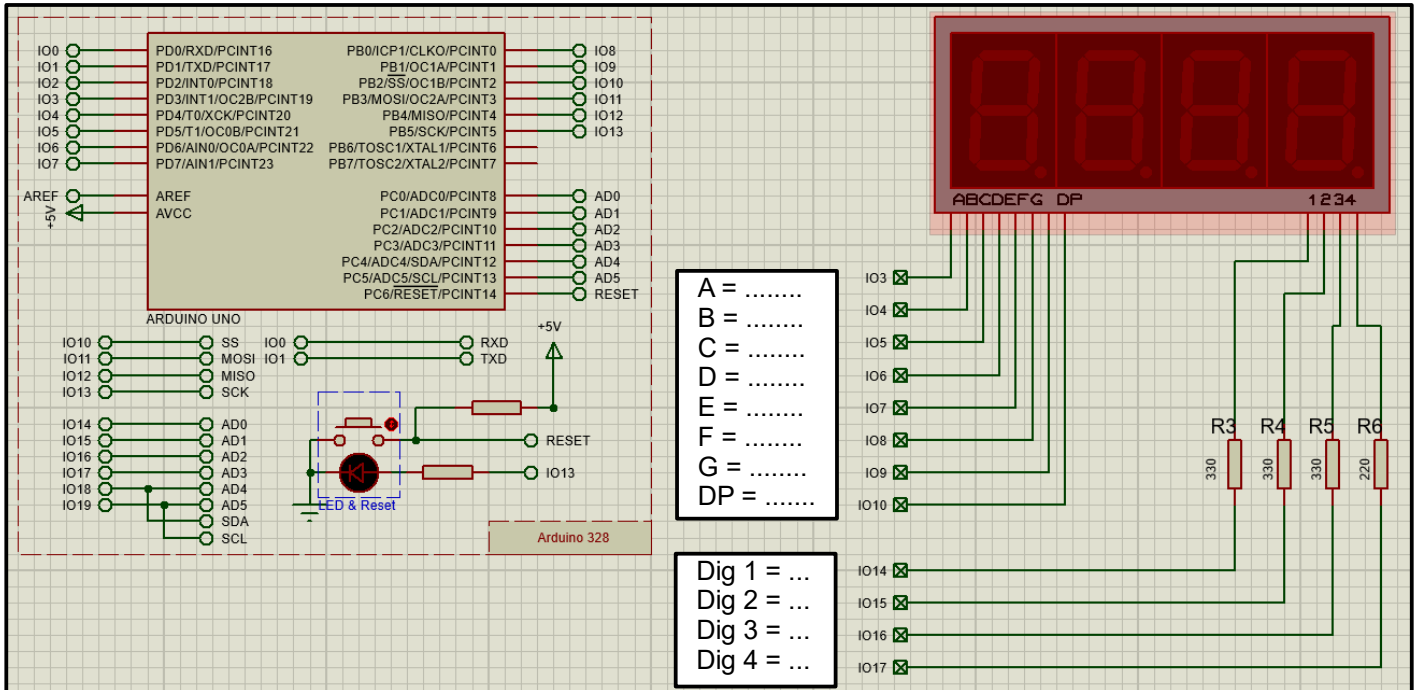 IO0
IO1
IO2
IO3
IO4
IO5
IO6
IO7
AREF
+5V
PD0/RXD/PCINT16
PD1/TXD/PCINT17
PD2/INT0/PCINT18
PD3/INT1/OC2B/PCINT19
PD4/T0/XCK/PCINT20
PD5/T1/OC0B/PCINT21
PD6/AIN0/OC0A/PCINT22
PD7/AIN1/PCINT23
AREF
AVCC
PB0/ICP1/CLKO/PCINT0
PB1/OC1A/PCINT1
PB2/SS/OC1B/PCINT2
PB3/MOSI/OC2A/PCINT3
PB4/MISO/PCINT4
PB5/SCK/PCINT5
PB6/TOSC1/XTAL1/PCINT6
PB7/TOSC2/XTAL2/PCINT7
PC0/ADC0/PCINT8
PC1/ADC1/PCINT9
PC2/ADC2/PCINT10
PC3/ADC3/PCINT11
PC4/ADC4/SDA/PCINT12
PC5/ADC5/SCL/PCINT13
PC6/RESET/PCINT14
IO8
IO9
IO10
IO11
IO12
IO13
AD0
AD1
AD2
AD3
AD4
AD5
RESET
ARDUINO UNO
IO10 SS
IO11 MOSI
IO12 MISO
IO13 SCK
IO0 RXD
IO1 TXD
+5V
IO14 AD0
IO15 AD1
IO16 AD2
IO17 AD3
IO18 AD4
IO19 AD5
SDA
SCL
RESET
IO13
LED & Reset
Arduino 328
A = ........
B = ........
C = ........
D = ........
E = ........
F = ........
G = ........
DP = .......
Dig 1 = ...
Dig 2 = ...
Dig 3 = ...
Dig 4 = ...
ABCDEFG DP
1234
IO3
IO4
IO5
IO6
IO7
IO8
IO9
IO10
IO14
IO15
IO16
IO17
R3 R4 R5 R6
330 330 330 220